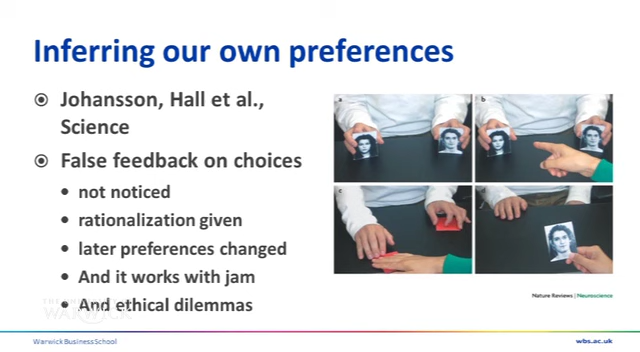 Inferring our own preferences
Johansson, Hall et al.,
Science
False feedback on choices
not noticed
rationalization given
later preferences changed
And it works with jam
And ethical dilemmas
a
b
c
d
Nature Reviews | Neuroscience
WARWICK
Warwick Business School
wbs.ac.uk